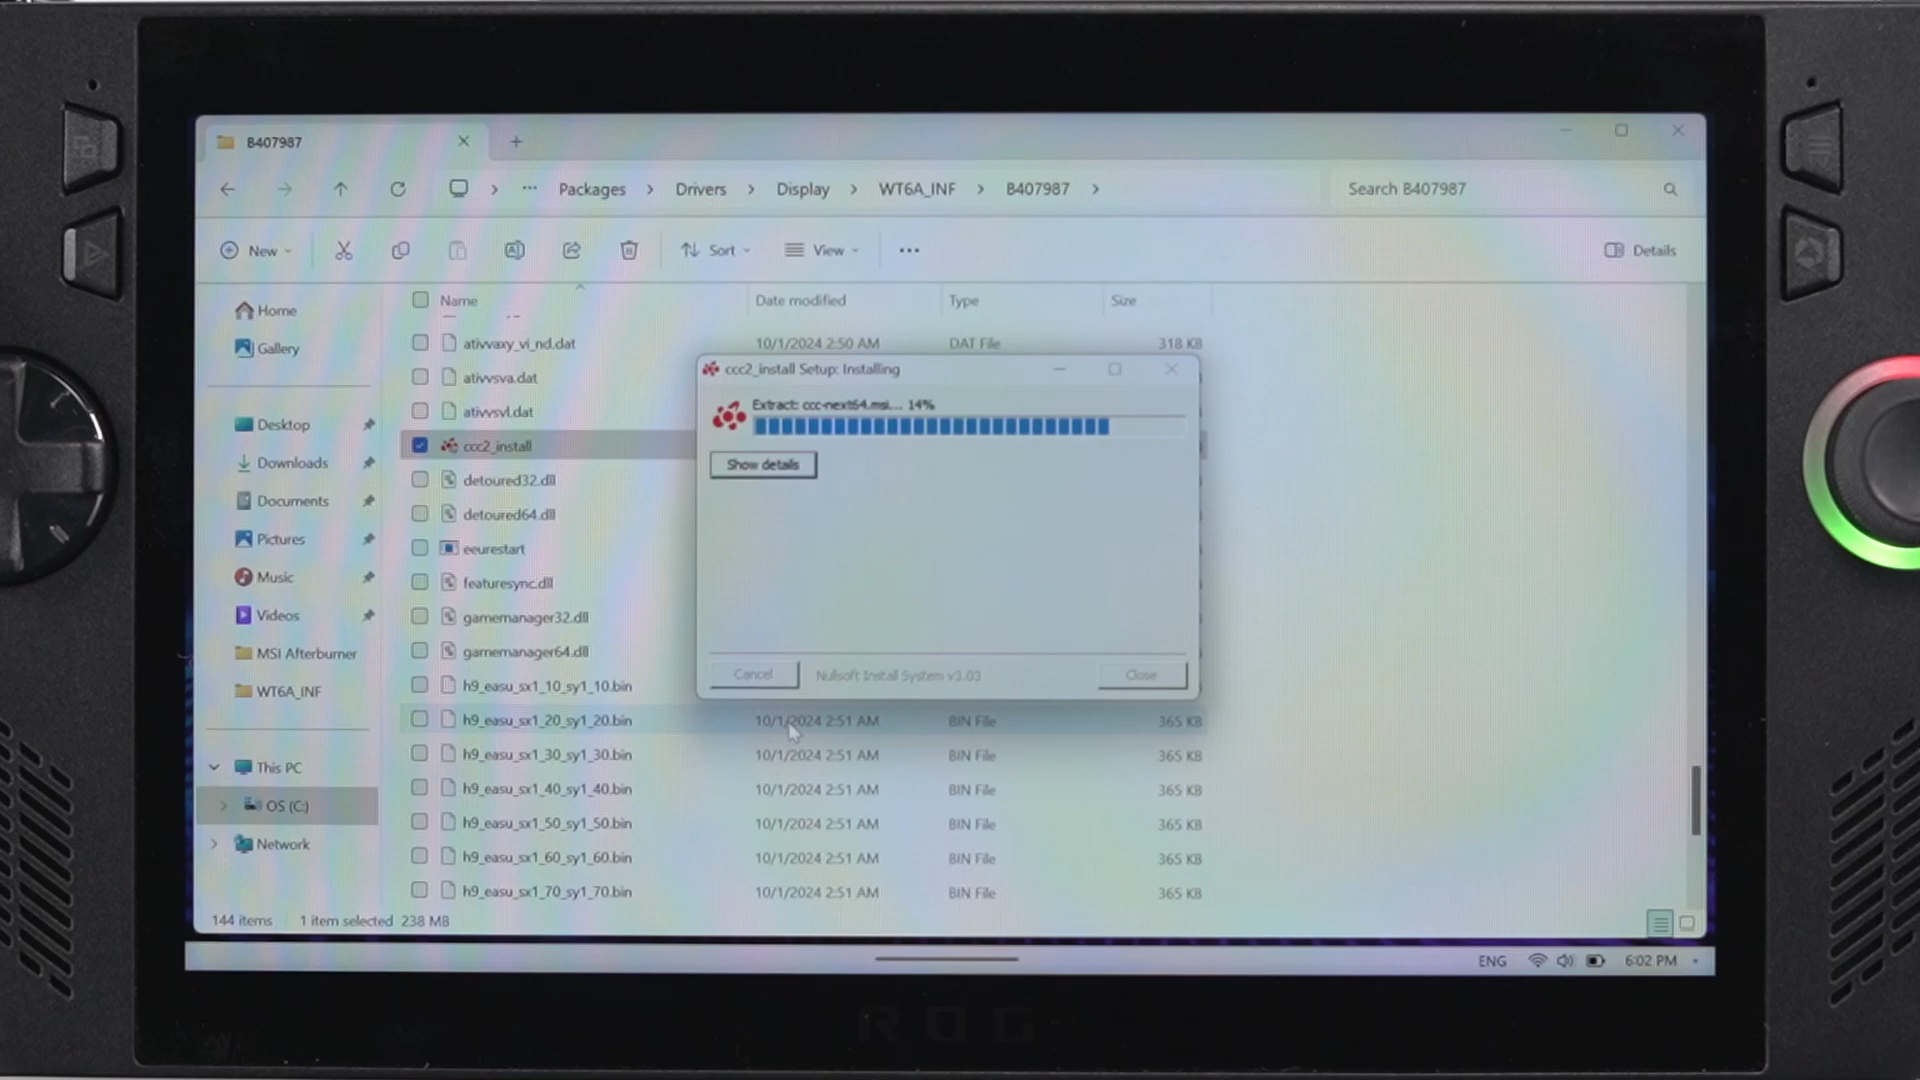 B407987
Packages > Drivers > Display > WT6A_INF > B407987 >
Search B407987
New
Sort
View
Details
Name
Date modified
Type
Size
Home
Gallery
Desktop
Downloads
Documents
Pictures
Music
Videos
MSI Afterburner
WT6A_INF
This PC
OS (C:)
Network
ativvaxy_vi_nd.dat 10/1/2024 2:50 AM DAT File 318 KB
ativvsva.dat
ativvsvl.dat
ccc2_install
detoured32.dll
detoured64.dll
eeurestart
featuresync.dll
gamemanager32.dll
gamemanager64.dll
h9_easu_sx1_10_sy1_10.bin
h9_easu_sx1_20_sy1_20.bin 10/1/2024 2:51 AM BIN File 365 KB
h9_easu_sx1_30_sy1_30.bin 10/1/2024 2:51 AM BIN File 365 KB
h9_easu_sx1_40_sy1_40.bin 10/1/2024 2:51 AM BIN File 365 KB
h9_easu_sx1_50_sy1_50.bin 10/1/2024 2:51 AM BIN File 365 KB
h9_easu_sx1_60_sy1_60.bin 10/1/2024 2:51 AM BIN File 365 KB
h9_easu_sx1_70_sy1_70.bin 10/1/2024 2:51 AM BIN File 365 KB
ccc2_install Setup: Installing
Extract: ccc-next64.msi... 14%
Show details
Cancel
Nullsoft Install System v3.03
Close
144 items 1 item selected 238 MB
ENG 6:02 PM
ROG